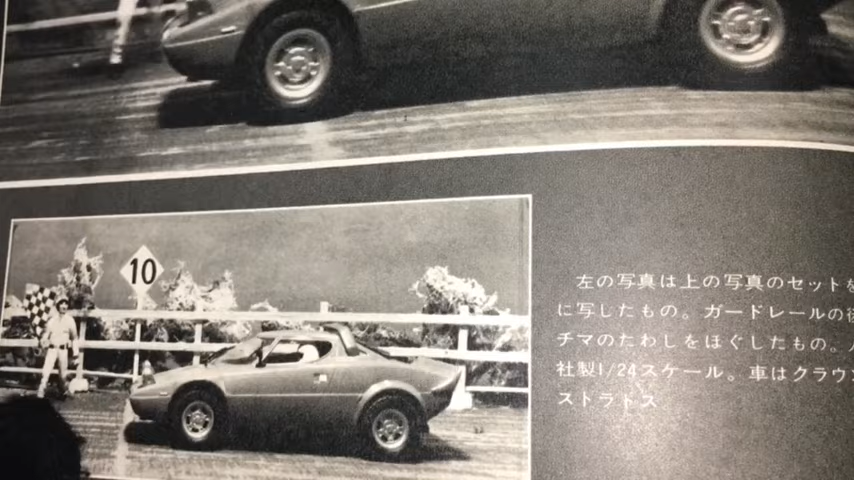 10
左の写真は上の写真のセットを
に写したもの。ガードレールの後
チマのたわしをほぐしたもの。人
社製1/24スケール。車はクラウン
ストラトス